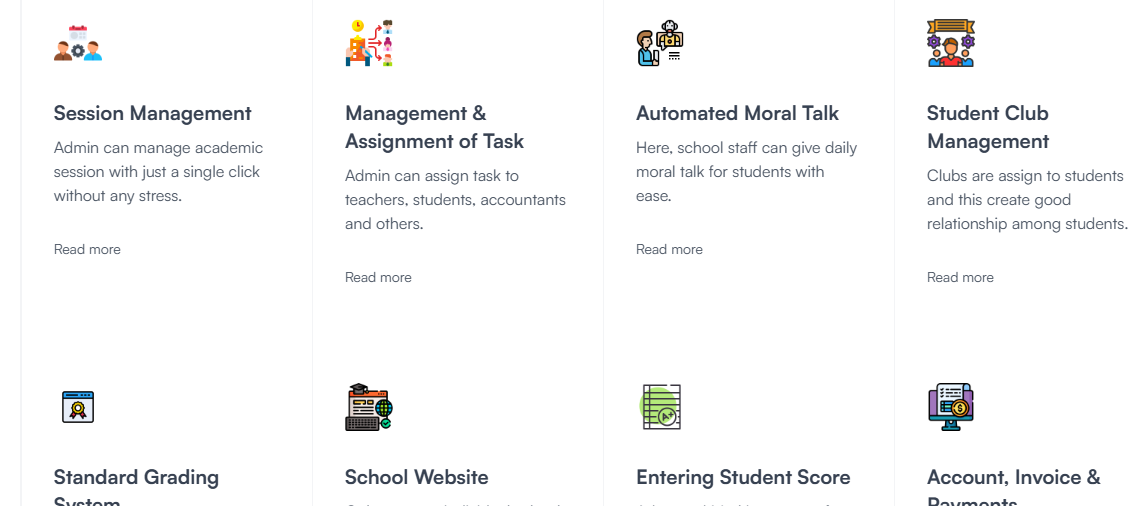 Session Management
Admin can manage academic
session with just a single click
without any stress.
Read more
Management &
Assignment of Task
Admin can assign task to
teachers, students, accountants
and others.
Read more
Automated Moral Talk
Here, school staff can give daily
moral talk for students with
ease.
Read more
Student Club
Management
Clubs are assign to students
and this create good
relationship among students.
Read more
Standard Grading
System
School Website
Entering Student Score
A+
Account, Invoice &
Payments